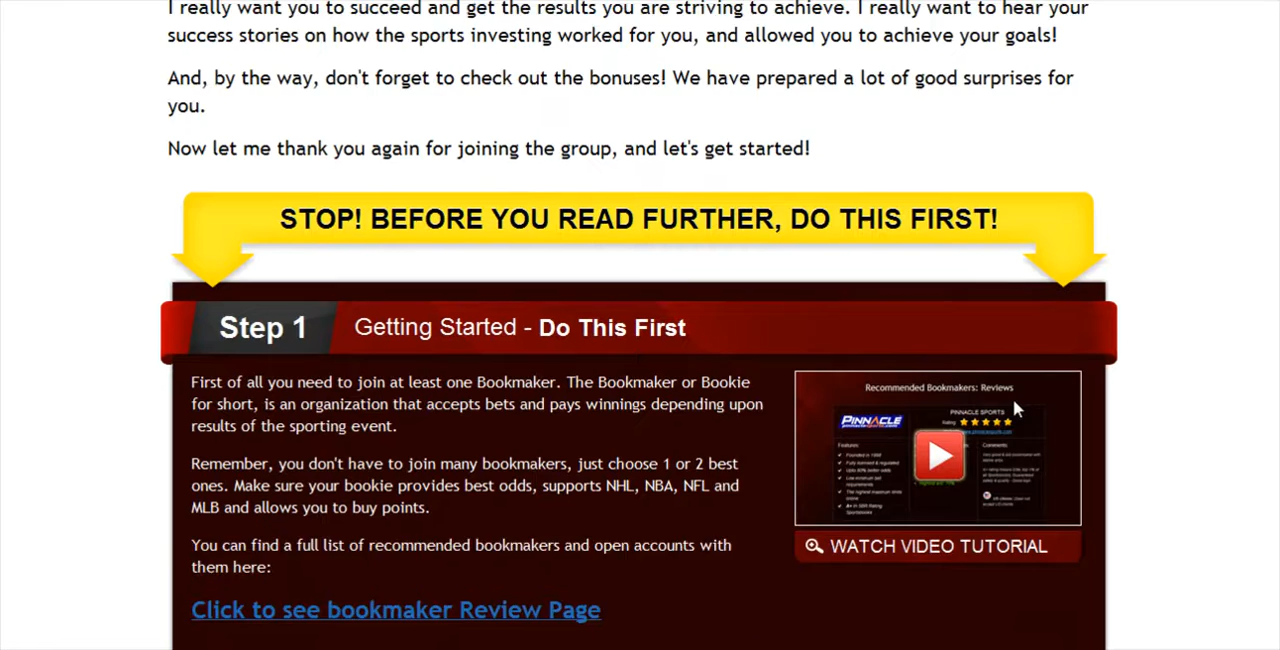 I really want you to succeed and get the results you are striving to achieve. I really want to hear your
success stories on how the sports investing worked for you, and allowed you to achieve your goals!
And, by the way, don't forget to check out the bonuses! We have prepared a lot of good surprises for
you.
Now let me thank you again for joining the group, and let's get started!
STOP! BEFORE YOU READ FURTHER, DO THIS FIRST!
Step 1
Getting Started - Do This First
First of all you need to join at least one Bookmaker. The Bookmaker or Bookie
for short, is an organization that accepts bets and pays winnings depending upon
results of the sporting event.
Remember, you don't have to join many bookmakers, just choose 1 or 2 best
ones. Make sure your bookie provides best odds, supports NHL, NBA, NFL and
MLB and allows you to buy points.
You can find a full list of recommended bookmakers and open accounts with
them here:
Click to see bookmaker Review Page
Recommended Bookmakers: Reviews
PINNACLE SPORTS
PINNACLE
Rating
Features:
Comments:
Founded in 1998
Fully licensed & regulated
WATCH VIDEO TUTORIAL